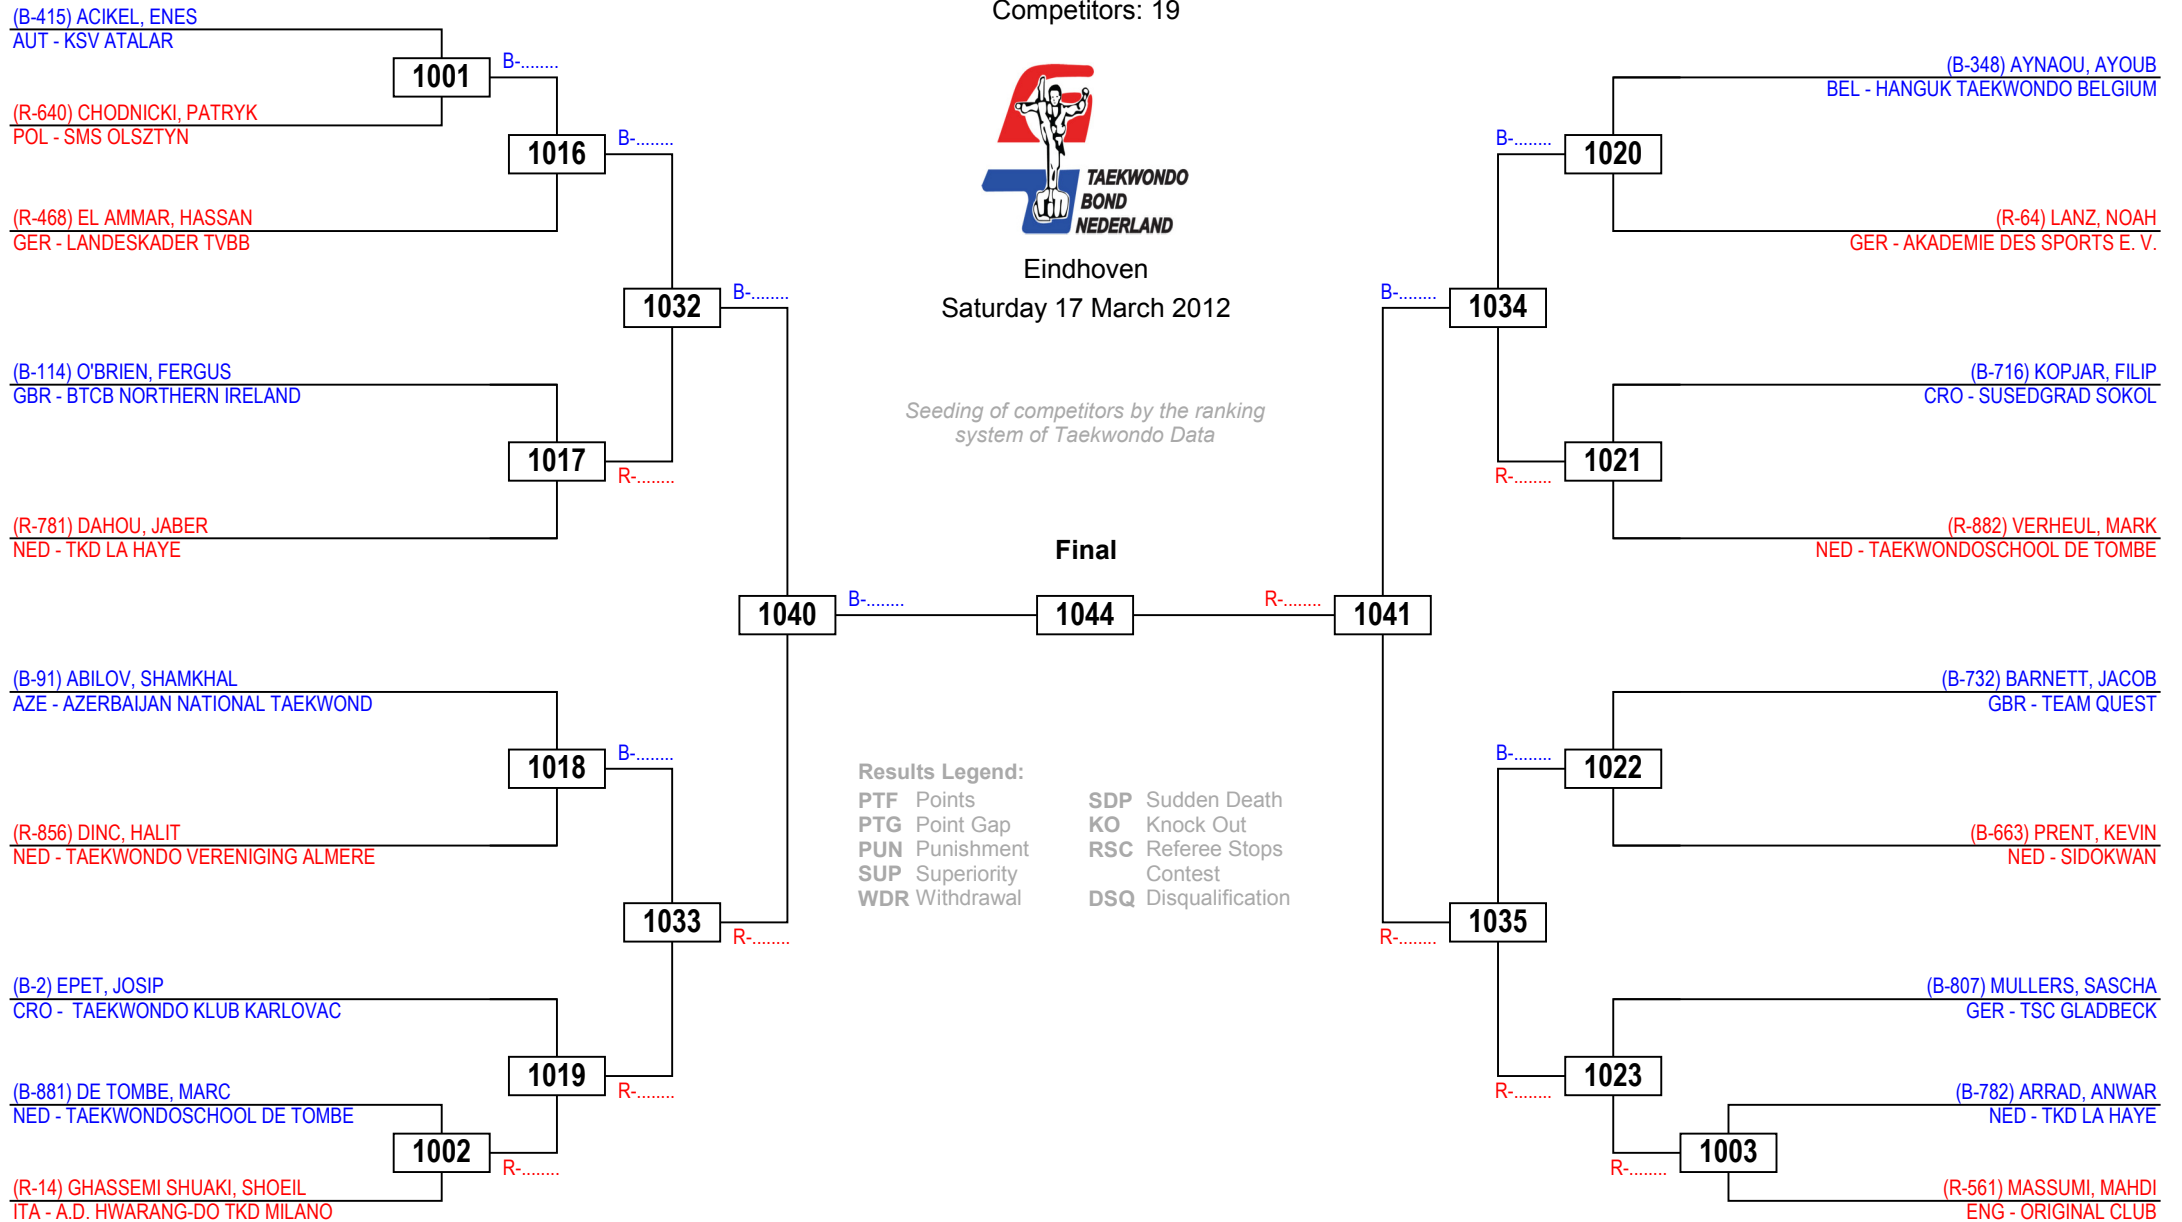 Competitors: 19
TAEKWONDO
BOND
NEDERLAND
Eindhoven
Saturday 17 March 2012
Seeding of competitors by the ranking
system of Taekwondo Data
(B-415) ACIKEL, ENES
AUT - KSV ATALAR
1001
B-........
(R-640) CHODNICKI, PATRYK
POL - SMS OLSZTYN
1016
B-........
(R-468) EL AMMAR, HASSAN
GER - LANDESKADER TVBB
1032
B-........
(B-114) O'BRIEN, FERGUS
GBR - BTCB NORTHERN IRELAND
1017
R-........
(R-781) DAHOU, JABER
NED - TKD LA HAYE
1040
B-........
(B-91) ABILOV, SHAMKHAL
AZE - AZERBAIJAN NATIONAL TAEKWOND
1018
B-........
(R-856) DINC, HALIT
NED - TAEKWONDO VERENIGING ALMERE
1033
R-........
(B-2) EPET, JOSIP
CRO - TAEKWONDO KLUB KARLOVAC
1019
R-........
(B-881) DE TOMBE, MARC
NED - TAEKWONDOSCHOOL DE TOMBE
1002
R-........
(R-14) GHASSEMI SHUAKI, SHOEIL
ITA - A.D. HWARANG-DO TKD MILANO
Final
1044
Results Legend:
PTF Points
PTG Point Gap
PUN Punishment
SUP Superiority
WDR Withdrawal
SDP Sudden Death
KO Knock Out
RSC Referee Stops
Contest
DSQ Disqualification
(B-348) AYNAOU, AYOUB
BEL - HANGUK TAEKWONDO BELGIUM
B-........
1020
(R-64) LANZ, NOAH
GER - AKADEMIE DES SPORTS E. V.
B-........
1034
(B-716) KOPJAR, FILIP
CRO - SUSEDGRAD SOKOL
R-........
1021
(R-882) VERHEUL, MARK
NED - TAEKWONDOSCHOOL DE TOMBE
R-........
1041
(B-732) BARNETT, JACOB
GBR - TEAM QUEST
B-........
1022
(B-663) PRENT, KEVIN
NED - SIDOKWAN
R-........
1035
(B-807) MULLERS, SASCHA
GER - TSC GLADBECK
R-........
1023
(B-782) ARRAD, ANWAR
NED - TKD LA HAYE
R-........
1003
(R-561) MASSUMI, MAHDI
ENG - ORIGINAL CLUB